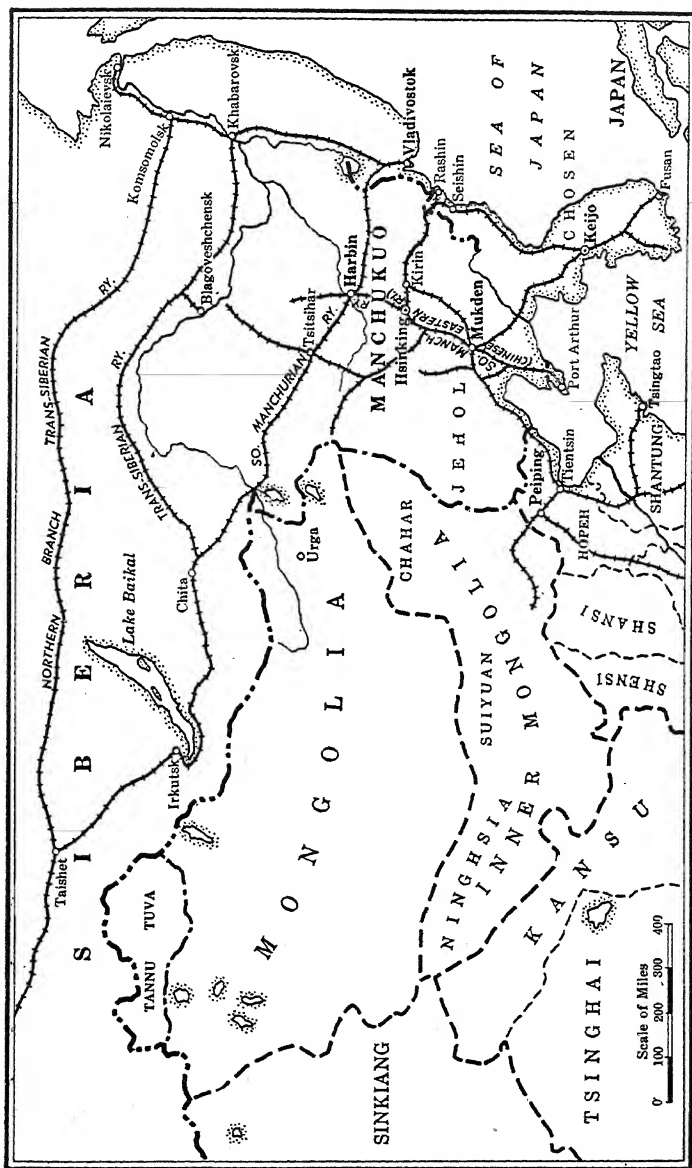 Nikolaievsk
Komsomolsk
Khabarovsk
NORTHERN BRANCH TRANS-SIBERIAN RY.
TRANS-SIBERIAN RY.
Taishet
SIBERIA
Lake Baikal
Irkutsk
Chita
Blagoveshchensk
TANNU TUVA
MONGOLIA
Urga
SO. MANCHURIAN RY.
Tsitsihar
Harbin
MANCHUKUO
Hsinking
Kirin
SO. MANCH.
(CHINESE EASTERN RY.)
Mukden
Port Arthur
JEHOL
CHAHAR
SUIYUAN
NINGHSIA
INNER MONGOLIA
SINKIANG
KANSU
TSINGHAI
Peiping
Tientsin
HOPEH
SHANSI
SHENSI
SHANTUNG
Tsingtao
Vladivostok
Rashin
Seishin
SEA OF
JAPAN
CHOSEN
Keijo
Fusan
YELLOW
SEA
JAPAN
Scale of Miles
0 100 200 300 400